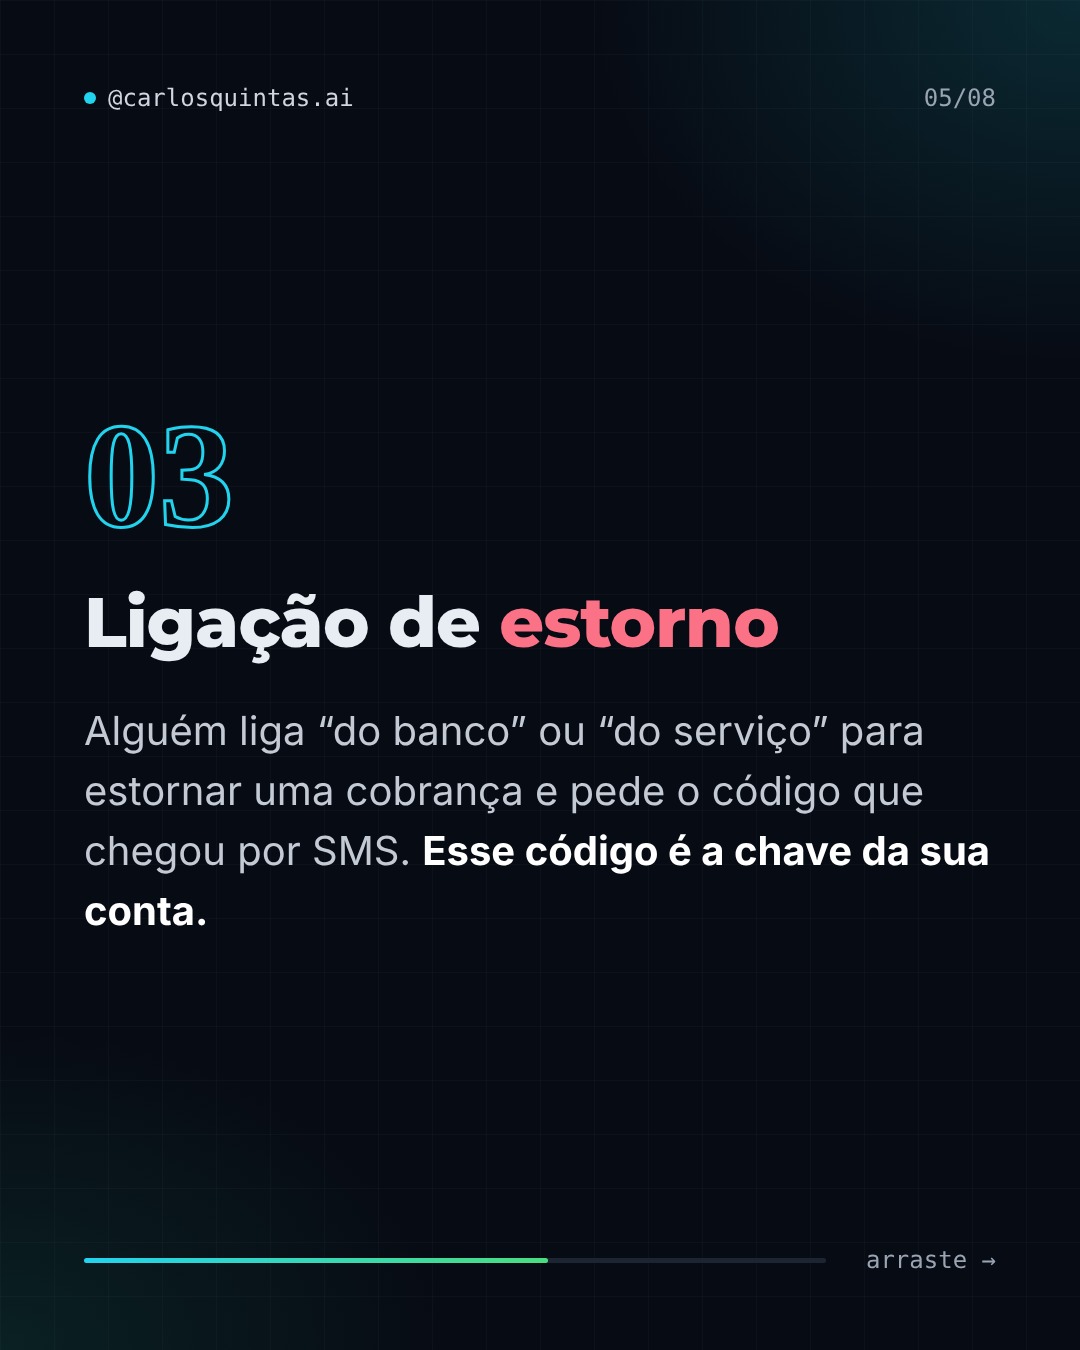 @carlosquintas.ai
05/08
03
Ligação de estorno
Alguém liga “do banco” ou “do serviço” para
estornar uma cobrança e pede o código que
chegou por SMS. Esse código é a chave da sua
conta.
arraste →